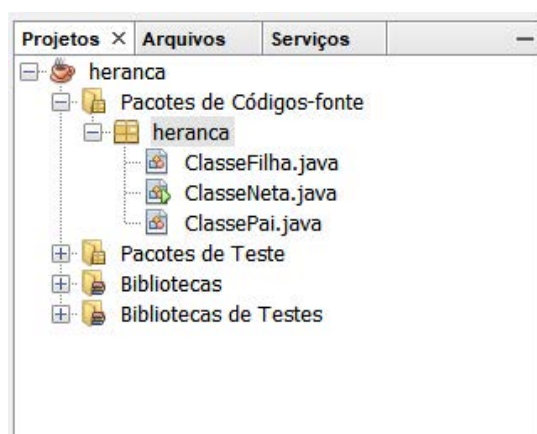 Projetos Arquivos Serviços
heranca
Pacotes de Códigos-fonte
heranca
ClasseFilha.java
ClasseNeta.java
ClassePai.java
Pacotes de Teste
Bibliotecas
Bibliotecas de Testes